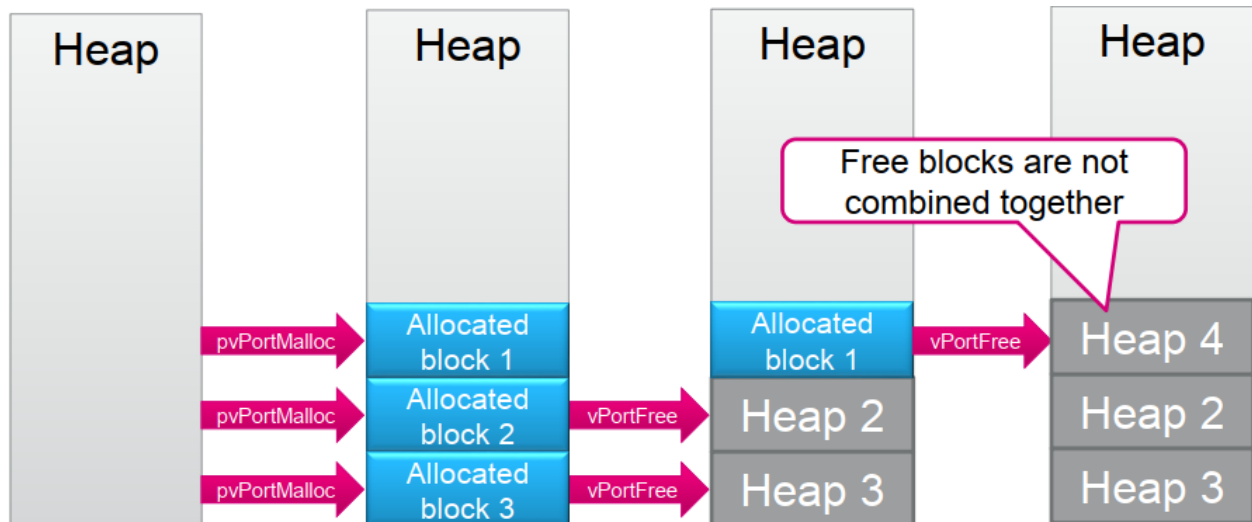 Heap
Heap
Heap
Heap
Free blocks are not
combined together
pvPortMalloc
Allocated
block 1
Allocated
block 1
vPortFree
Heap 4
pvPortMalloc
Allocated
block 2
vPortFree
Heap 2
Heap 2
pvPortMalloc
Allocated
block 3
vPortFree
Heap 3
Heap 3